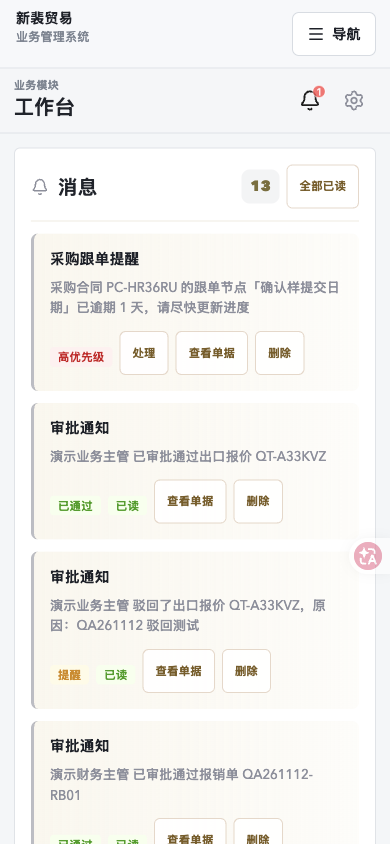 新裴贸易
业务管理系统
导航
业务模块
工作台
1
消息
13
全部已读
采购跟单提醒
采购合同 PC-HR36RU 的跟单节点「确认样提交日
期」已逾期 1 天，请尽快更新进度
高优先级
处理
查看单据
删除
审批通知
演示业务主管 已审批通过出口报价 QT-A33KVZ
已通过
已读
查看单据
删除
审批通知
演示业务主管 驳回了出口报价 QT-A33KVZ，原
因：QA261112 驳回测试
提醒
已读
查看单据
删除
审批通知
演示财务主管 已审批通过报销单 QA261112-
RB01
已通过
已读
查看单据
删除